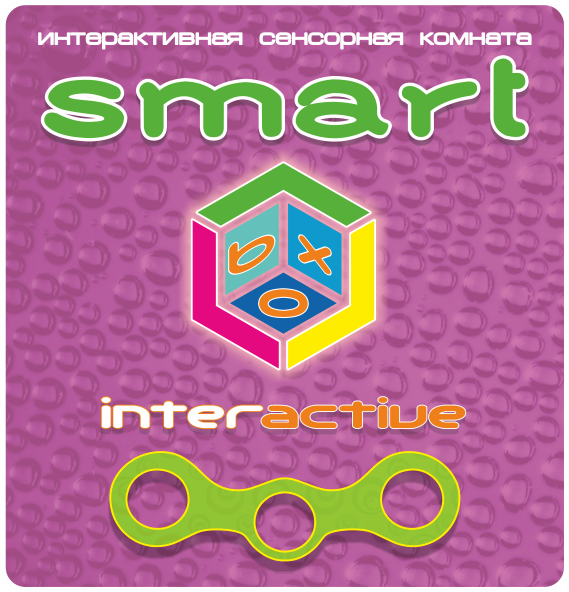 интерактивная сенсорная комната
smart
b x
o
interactive